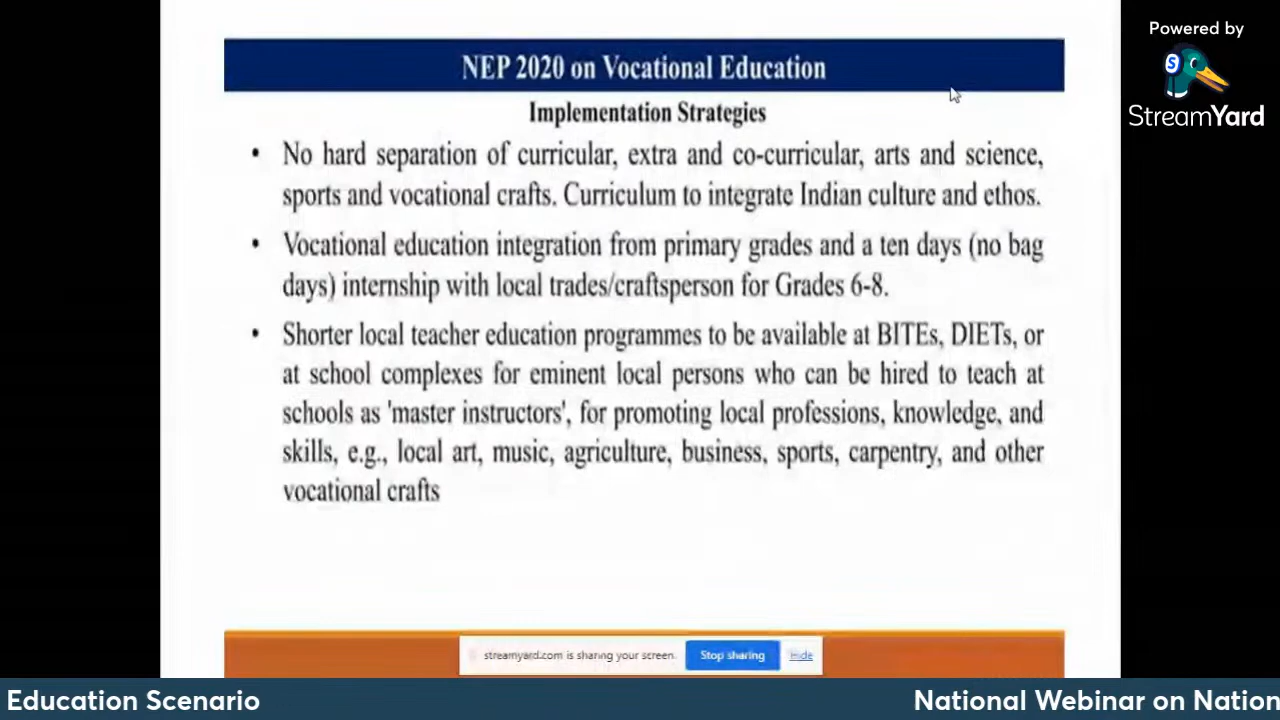 Powered by
StreamYard
NEP 2020 on Vocational Education
Implementation Strategies
• No hard separation of curricular, extra and co-curricular, arts and science,
sports and vocational crafts. Curriculum to integrate Indian culture and ethos.
• Vocational education integration from primary grades and a ten days (no bag
days) internship with local trades/craftsperson for Grades 6-8.
• Shorter local teacher education programmes to be available at BITEs, DIETs, or
at school complexes for eminent local persons who can be hired to teach at
schools as 'master instructors', for promoting local professions, knowledge, and
skills, e.g., local art, music, agriculture, business, sports, carpentry, and other
vocational crafts
streamyard.com is sharing your screen. Stop sharing Hide
Education Scenario National Webinar on Nation